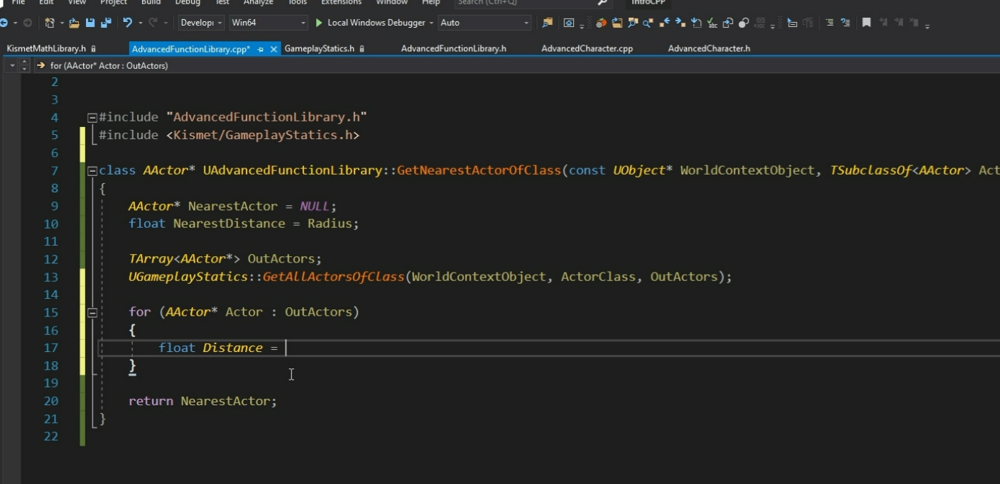 File Edit View Project Build Debug Test Analyze Tools Extensions Window Help Search (Ctrl+Q) IntroCPP
Develop Win64 Local Windows Debugger Auto
KismetMathLibrary.h AdvancedFunctionLibrary.cpp* GameplayStatics.h AdvancedFunctionLibrary.h AdvancedCharacter.cpp AdvancedCharacter.h
for (AActor* Actor : OutActors)
2
3
4 #include "AdvancedFunctionLibrary.h"
5 #include <Kismet/GameplayStatics.h>
6
7 class AActor* UAdvancedFunctionLibrary::GetNearestActorOfClass(const UObject* WorldContextObject, TSubclassOf<AActor> Act
8 {
9 AActor* NearestActor = NULL;
10 float NearestDistance = Radius;
11
12 TArray<AActor*> OutActors;
13 UGameplayStatics::GetAllActorsOfClass(WorldContextObject, ActorClass, OutActors);
14
15 for (AActor* Actor : OutActors)
16 {
17 float Distance =
18 }
19
20 return NearestActor;
21 }
22